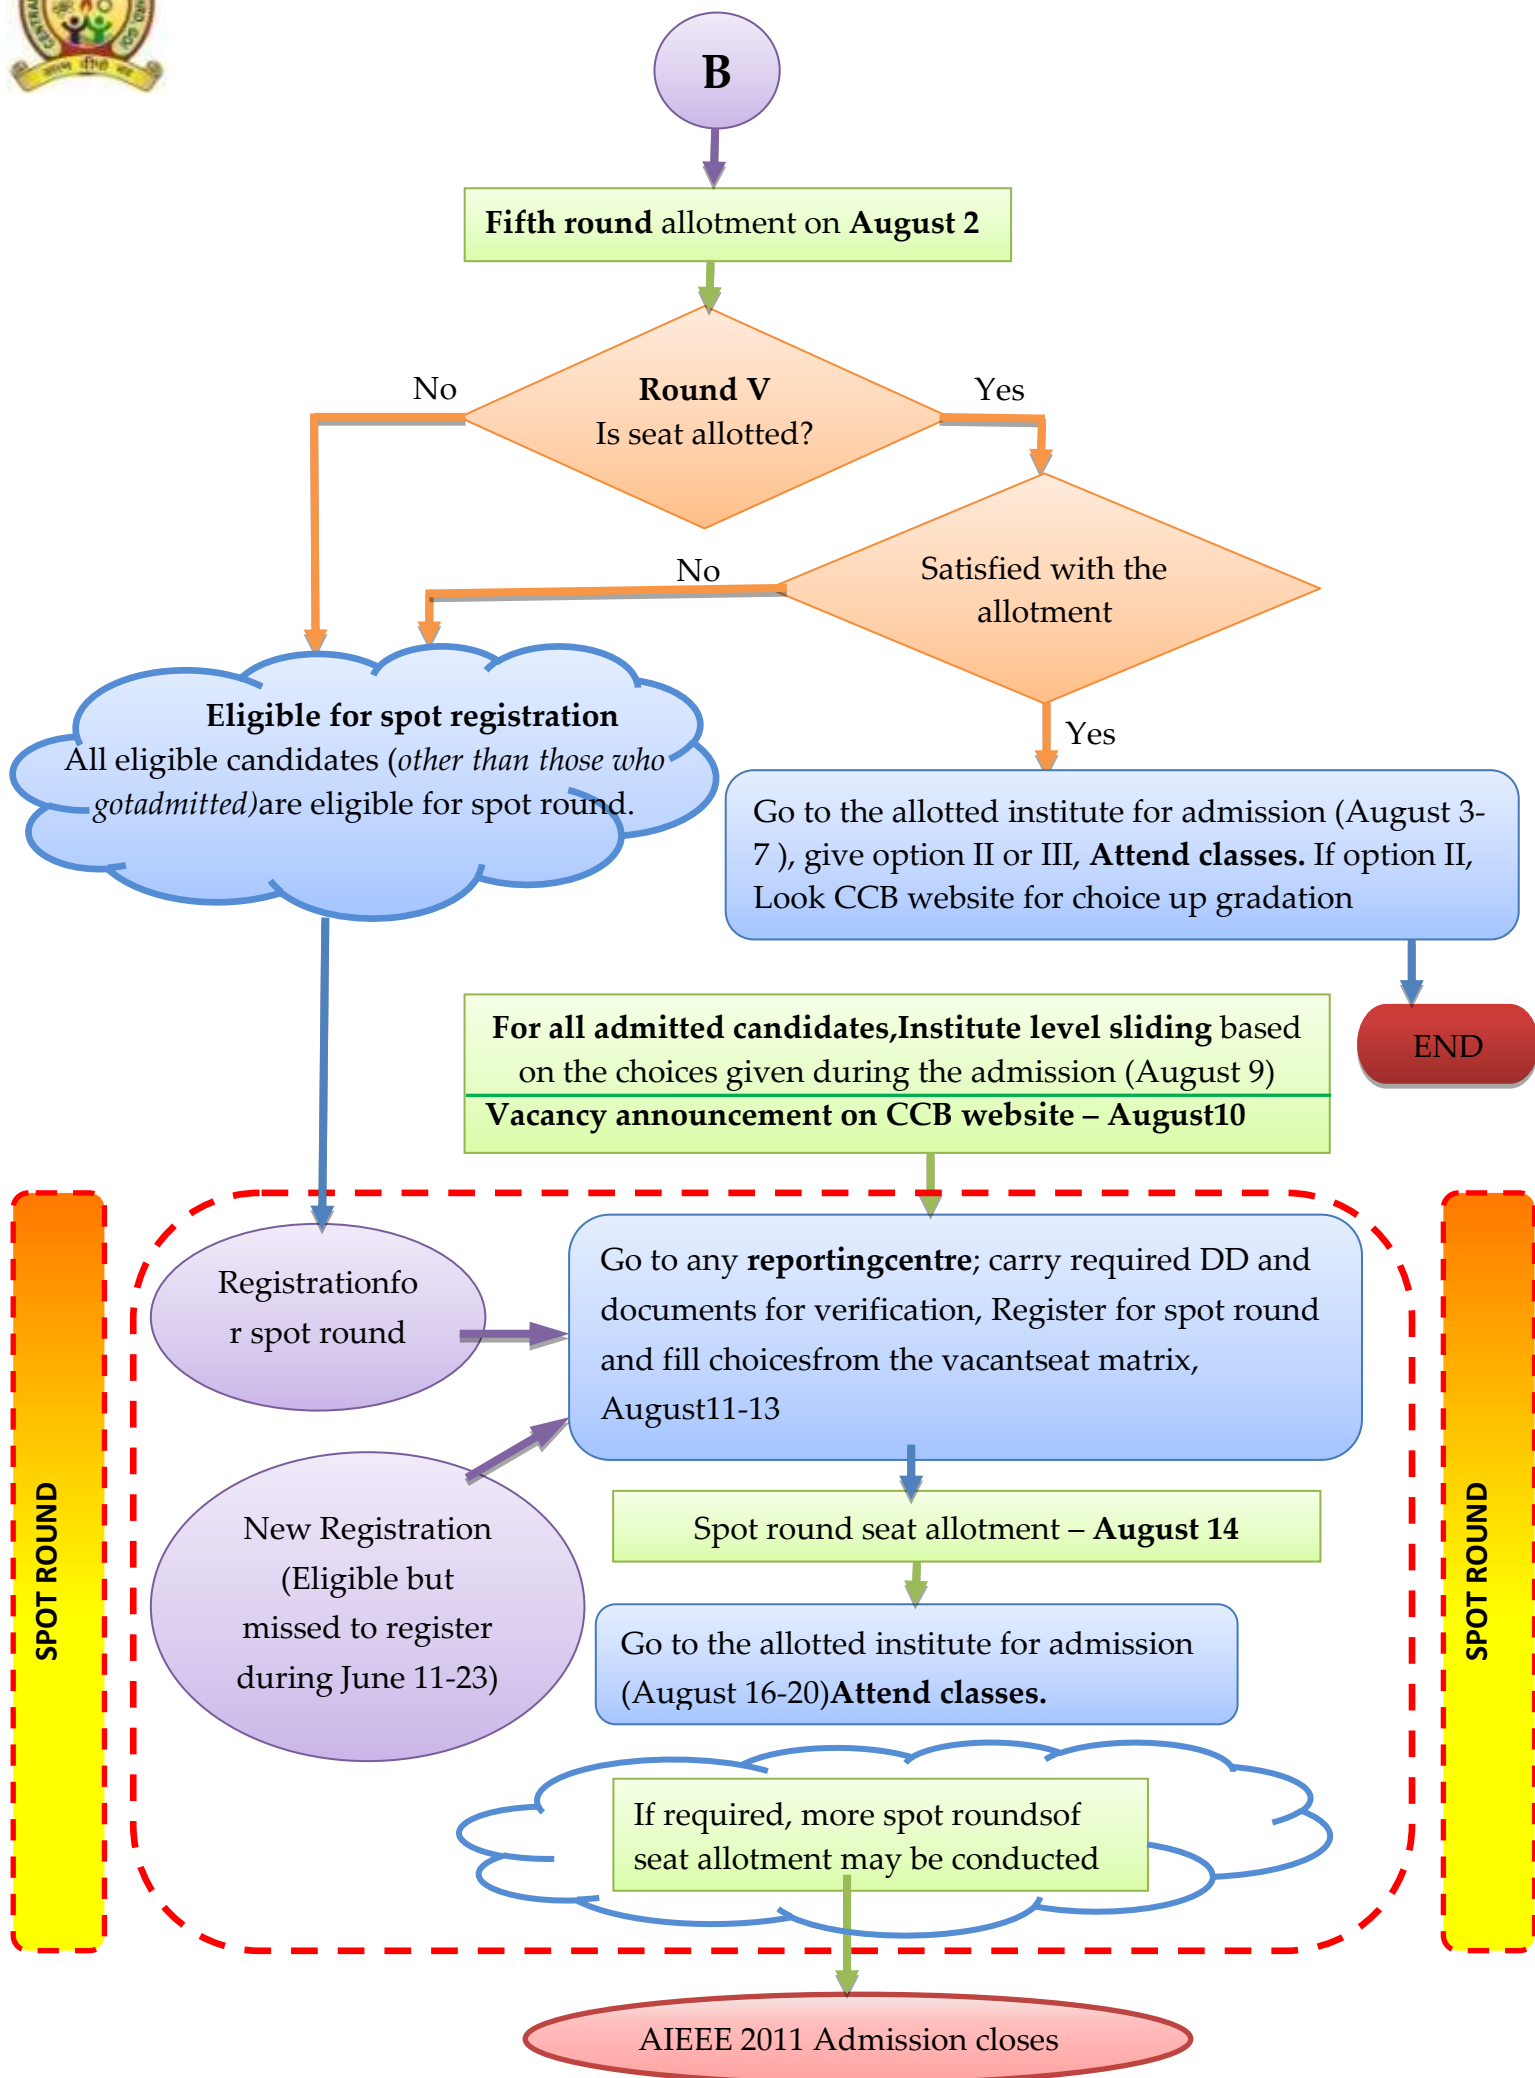 B
Fifth round allotment on August 2
No
Round V
Is seat allotted?
Yes
No
Satisfied with the
allotment
Yes
Eligible for spot registration
All eligible candidates (other than those who
gotadmitted)are eligible for spot round.
Go to the allotted institute for admission (August 3-
7 ), give option II or III, Attend classes. If option II,
Look CCB website for choice up gradation
END
For all admitted candidates,Institute level sliding based
on the choices given during the admission (August 9)
Vacancy announcement on CCB website – August10
SPOT ROUND
Registrationfo
r spot round
Go to any reportingcentre; carry required DD and
documents for verification, Register for spot round
and fill choicesfrom the vacantseat matrix,
August11-13
New Registration
(Eligible but
missed to register
during June 11-23)
Spot round seat allotment – August 14
Go to the allotted institute for admission
(August 16-20)Attend classes.
If required, more spot roundsof
seat allotment may be conducted
SPOT ROUND
AIEEE 2011 Admission closes